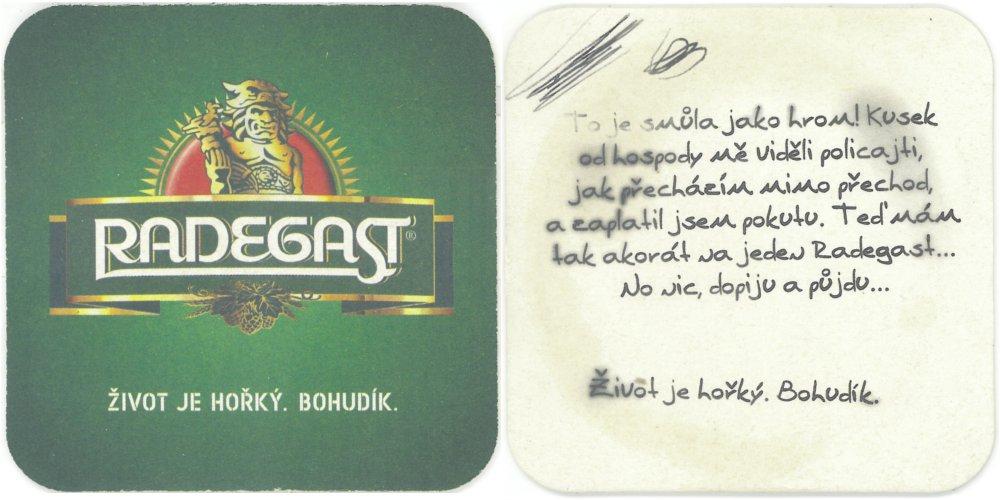 RADEGAST®
ŽIVOT JE HOŘKÝ. BOHUDÍK.
To je smůla jako hrom! Kusek
od hospody mě viděli policajti,
jak přecházím mimo přechod,
a zaplatil jsem pokutu. Teď mám
tak akorát na jeden Radegast...
No nic, dopiju a půjdu...
Život je hořký. Bohudík.